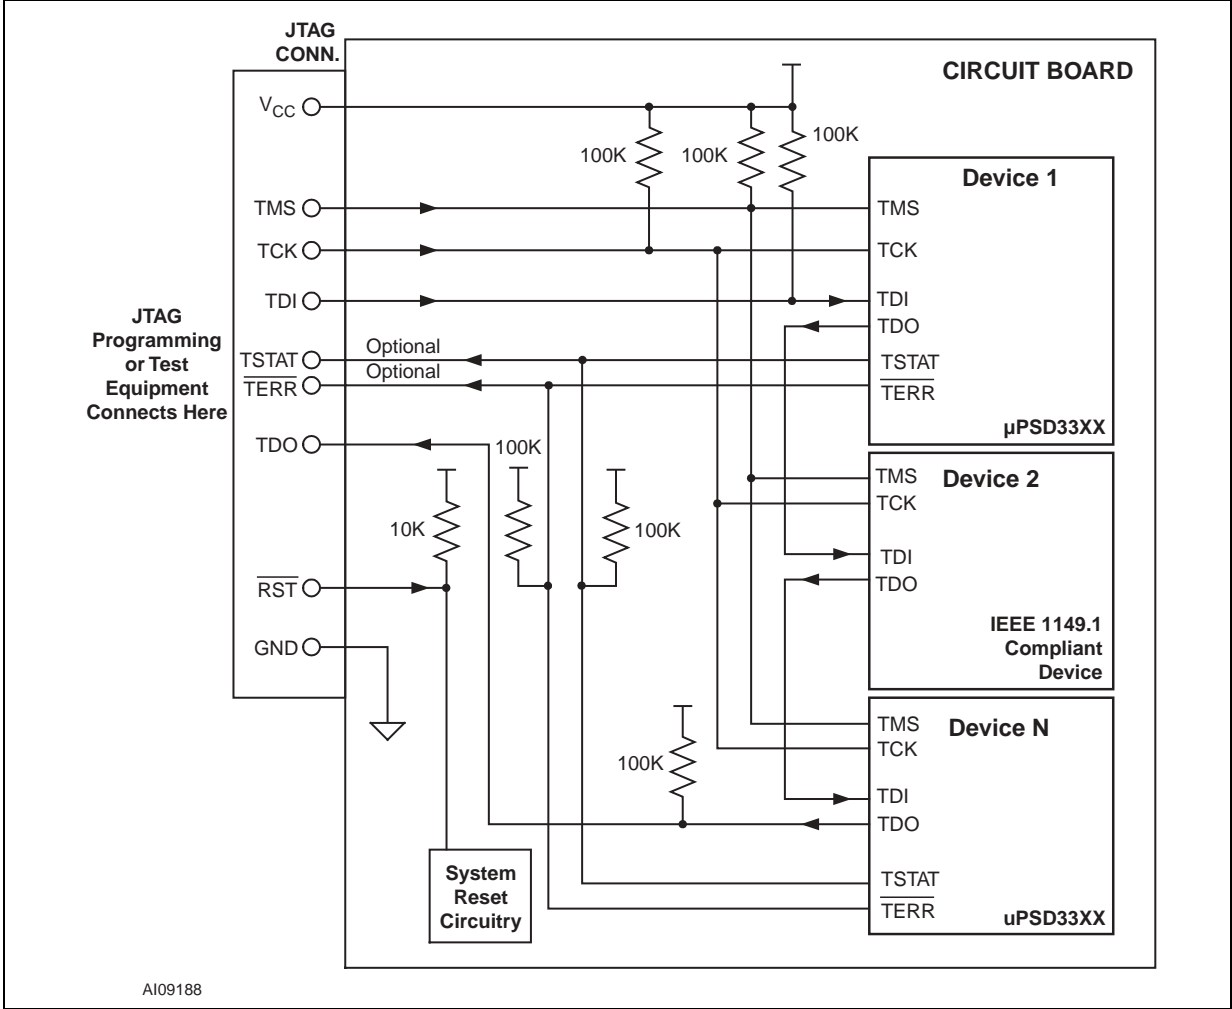 JTAG
CONN.
CIRCUIT BOARD
VCC
100K
100K
100K
Device 1
TMS
TMS
TCK
TCK
TDI
TDI
TDO
JTAG
Programming
or Test
Equipment
Connects Here
TSTAT
Optional
TSTAT
TERR
Optional
TERR
µPSD33XX
TDO
100K
10K
100K
TMS
Device 2
TCK
TDI
TDO
RST
IEEE 1149.1
Compliant
Device
GND
TMS
Device N
TCK
100K
TDI
TDO
System
Reset
Circuitry
TSTAT
TERR
uPSD33XX
AI09188